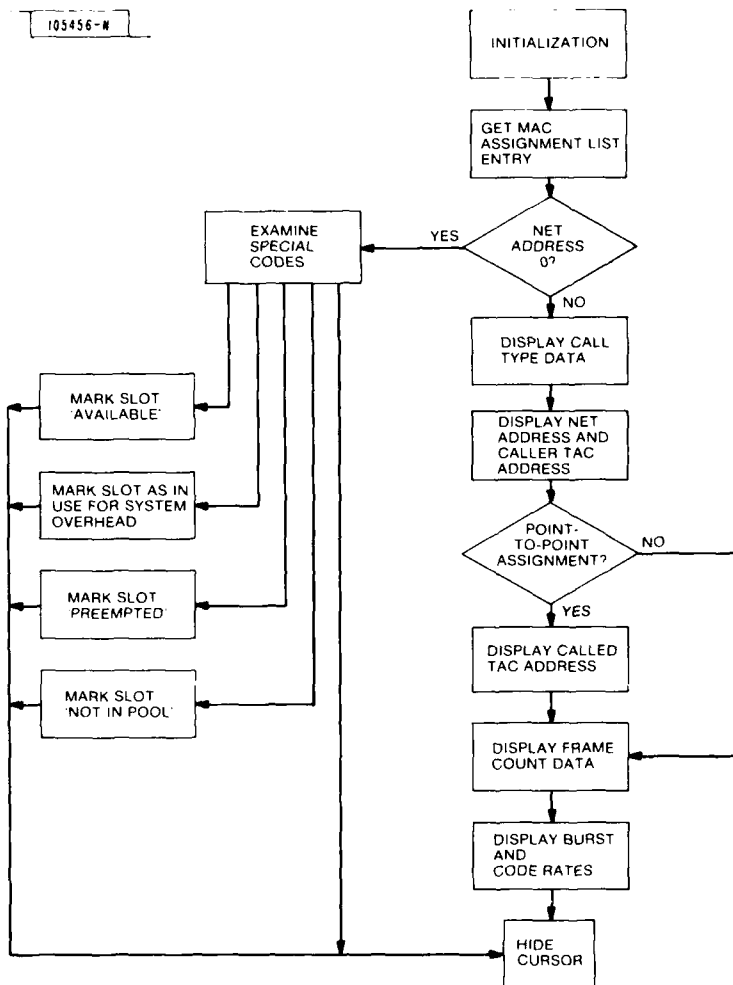 105456-N
INITIALIZATION
GET MAC
ASSIGNMENT LIST
ENTRY
NET
ADDRESS
0?
YES
NO
EXAMINE
SPECIAL
CODES
DISPLAY CALL
TYPE DATA
MARK SLOT
'AVAILABLE'
DISPLAY NET
ADDRESS AND
CALLER TAC
ADDRESS
MARK SLOT AS IN
USE FOR SYSTEM
OVERHEAD
POINT-
TO-POINT
ASSIGNMENT?
NO
YES
MARK SLOT
'PREEMPTED'
DISPLAY CALLED
TAC ADDRESS
MARK SLOT
'NOT IN POOL'
DISPLAY FRAME
COUNT DATA
DISPLAY BURST
AND
CODE RATES
HIDE
CURSOR